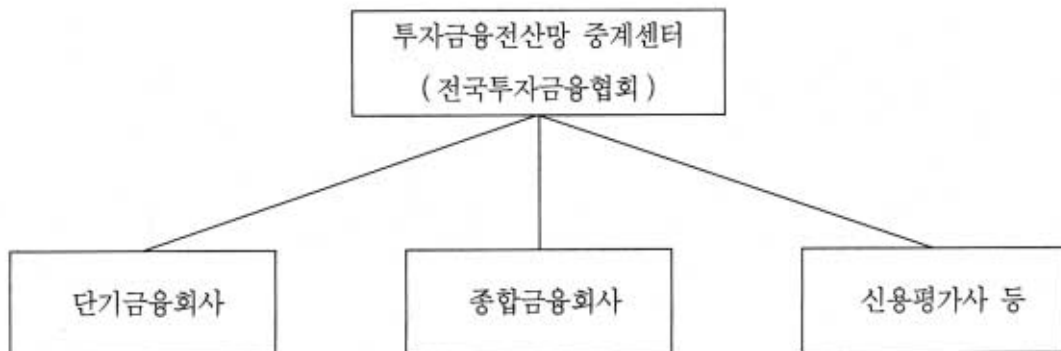 투자금융전산망 중계센터
(전국투자금융협회)
단기금융회사
종합금융회사
신용평가사 등